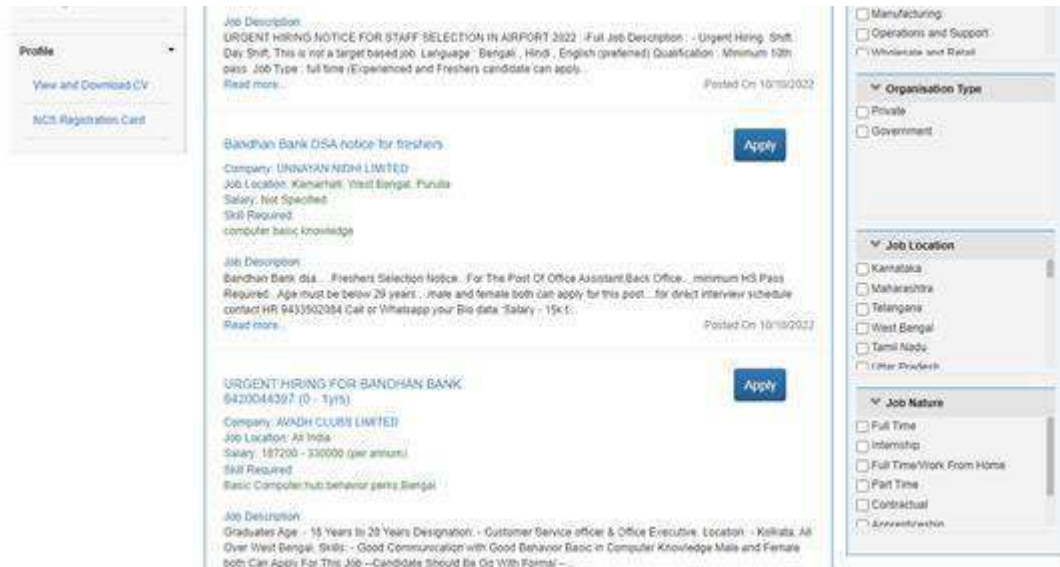 Profile
View and Download CV
NCS Registration Card
Job Description
URGENT HIRING NOTICE FOR STAFF SELECTION IN AIRPORT 2022 Full Job Description : - Urgent Hiring. Shift:
Day Shift, This is not a target based job. Language : Bengali , Hindi , English (preferred) Qualification : Minimum 10th
pass Job Type : full time (Experienced and Freshers candidate can apply...
Read more...
Posted On 10/10/2022
Bandhan Bank DSA notice for freshers
Apply
Company: UNNAYAN NIDHI LIMITED
Job Location: Kamarhati, West Bengal, Purulia
Salary: Not Specified
Skill Required
computer basic knowledge
Job Description
Bandhan Bank dsa ... Freshers Selection Notice.. For The Post Of Office Assistant,Back Office... minimum HS Pass
Required.. Age must be below 29 years... male and female both can apply for this post....for direct interview schedule
contact HR 9433502084 Call or Whatsapp your Bio data. Salary - 15k t...
Read more...
Posted On 10/10/2022
URGENT HIRING FOR BANDHAN BANK
6420044397 (0 - 1yrs)
Apply
Company: AVADH CLUBS LIMITED
Job Location: All India
Salary: 187200 - 330000 (per annum)
Skill Required
Basic Computer,hub,behavior,perks,Bengal
Job Description
Graduates Age : - 18 Years to 28 Years Designation: - Customer Service officer & Office Executive. Location : - Kolkata, All
Over West Bengal. Skills: - Good Communication with Good Behavior Basic in Computer Knowledge Male and Female
both Can Apply For This Job --Candidate Should Be Go With Formal --...
Manufacturing
Operations and Support
Wholesale and Retail
Organisation Type
Private
Government
Job Location
Karnataka
Maharashtra
Telangana
West Bengal
Tamil Nadu
Uttar Pradesh
Job Nature
Full Time
Internship
Full Time/Work From Home
Part Time
Contractual
Apprenticeship